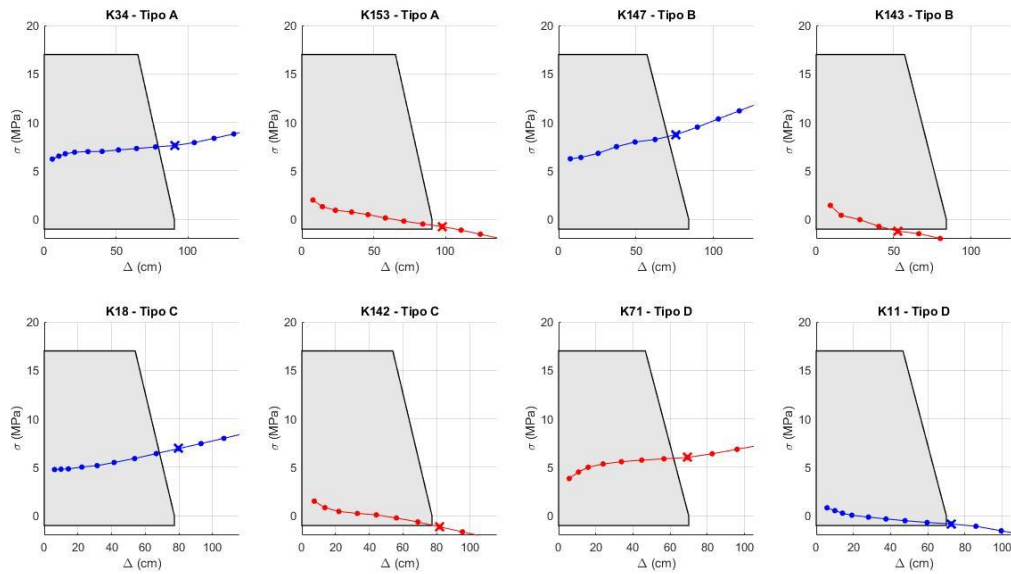 K34 - Tipo A
20
15
10
5
0
σ (MPa)
0 50 100
Δ (cm)
K153 - Tipo A
20
15
10
5
0
σ (MPa)
0 50 100
Δ (cm)
K147 - Tipo B
20
15
10
5
0
σ (MPa)
0 50 100
Δ (cm)
K143 - Tipo B
20
15
10
5
0
σ (MPa)
0 50 100
Δ (cm)
K18 - Tipo C
20
15
10
5
0
σ (MPa)
0 20 40 60 80 100
Δ (cm)
K142 - Tipo C
20
15
10
5
0
σ (MPa)
0 20 40 60 80 100
Δ (cm)
K71 - Tipo D
20
15
10
5
0
σ (MPa)
0 20 40 60 80 100
Δ (cm)
K11 - Tipo D
20
15
10
5
0
σ (MPa)
0 20 40 60 80 100
Δ (cm)